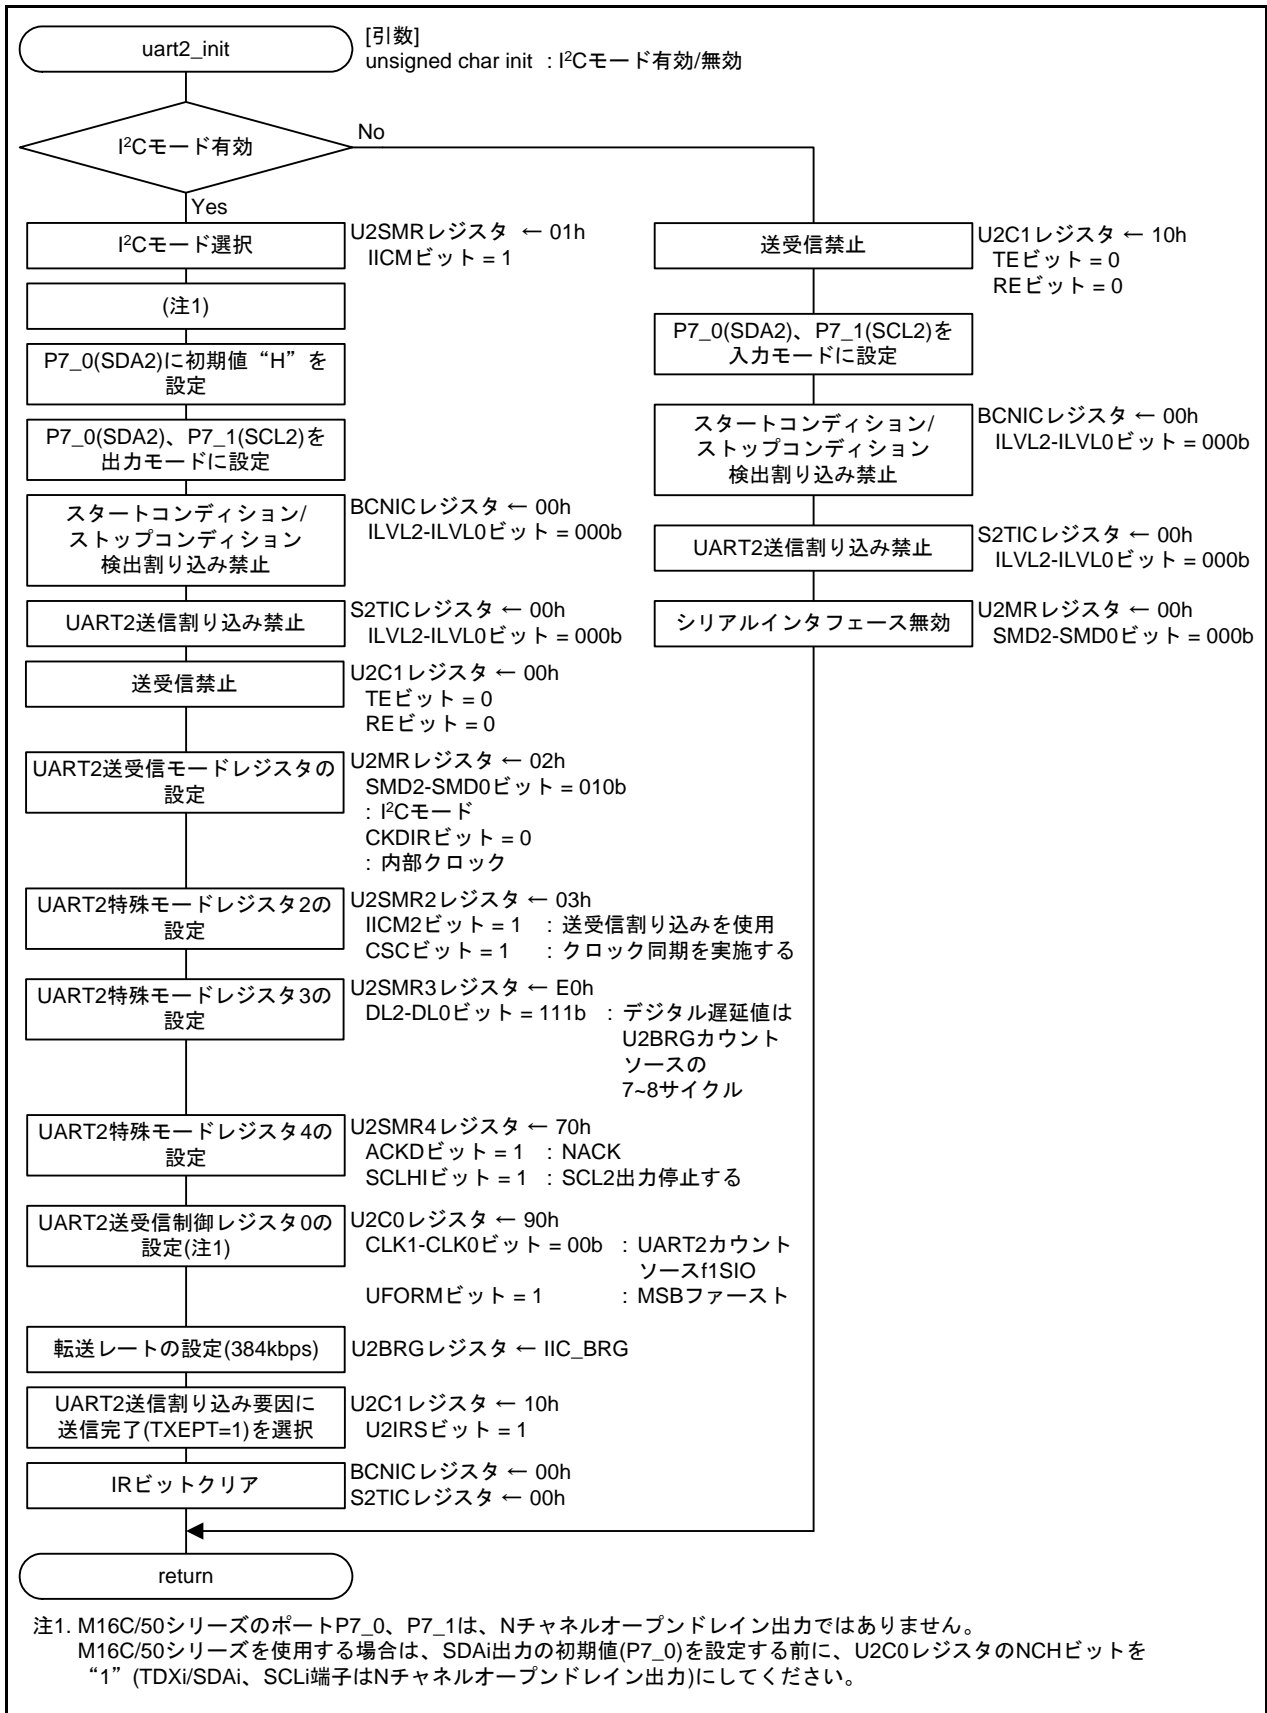 uart2_init
[引数]
unsigned char init : I²Cモード有効/無効
I²Cモード有効
No
Yes
I²Cモード選択
U2SMRレジスタ ← 01h
IICMビット = 1
(注1)
P7_0(SDA2)に初期値“H”を
設定
P7_0(SDA2)、P7_1(SCL2)を
出力モードに設定
スタートコンディション/
ストップコンディション
検出割り込み禁止
BCNICレジスタ ← 00h
ILVL2-ILVL0ビット = 000b
UART2送信割り込み禁止
S2TICレジスタ ← 00h
ILVL2-ILVL0ビット = 000b
送受信禁止
U2C1レジスタ ← 00h
TEビット = 0
REビット = 0
UART2送受信モードレジスタの
設定
U2MRレジスタ ← 02h
SMD2-SMD0ビット = 010b
: I²Cモード
CKDIRビット = 0
: 内部クロック
UART2特殊モードレジスタ2の
設定
U2SMR2レジスタ ← 03h
IICM2ビット = 1 : 送受信割り込みを使用
CSCビット = 1 : クロック同期を実施する
UART2特殊モードレジスタ3の
設定
U2SMR3レジスタ ← E0h
DL2-DL0ビット = 111b : デジタル遅延値は
U2BRGカウント
ソースの
7~8サイクル
UART2特殊モードレジスタ4の
設定
U2SMR4レジスタ ← 70h
ACKDビット = 1 : NACK
SCLHIビット = 1 : SCL2出力停止する
UART2送受信制御レジスタ0の
設定(注1)
U2C0レジスタ ← 90h
CLK1-CLK0ビット = 00b : UART2カウント
ソースf1SIO
UFORMビット = 1 : MSBファースト
転送レートの設定(384kbps)
U2BRGレジスタ ← IIC_BRG
UART2送信割り込み要因に
送信完了(TXEPT=1)を選択
U2C1レジスタ ← 10h
U2IRSビット = 1
IRビットクリア
BCNICレジスタ ← 00h
S2TICレジスタ ← 00h
送受信禁止
U2C1レジスタ ← 10h
TEビット = 0
REビット = 0
P7_0(SDA2)、P7_1(SCL2)を
入力モードに設定
スタートコンディション/
ストップコンディション
検出割り込み禁止
BCNICレジスタ ← 00h
ILVL2-ILVL0ビット = 000b
UART2送信割り込み禁止
S2TICレジスタ ← 00h
ILVL2-ILVL0ビット = 000b
シリアルインタフェース無効
U2MRレジスタ ← 00h
SMD2-SMD0ビット = 000b
return
注1. M16C/50シリーズのポートP7_0、P7_1は、Nチャネルオープンドレイン出力ではありません。
M16C/50シリーズを使用する場合は、SDAi出力の初期値(P7_0)を設定する前に、U2C0レジスタのNCHビットを
“1”(TDXi/SDAi、SCLi端子はNチャネルオープンドレイン出力)にしてください。